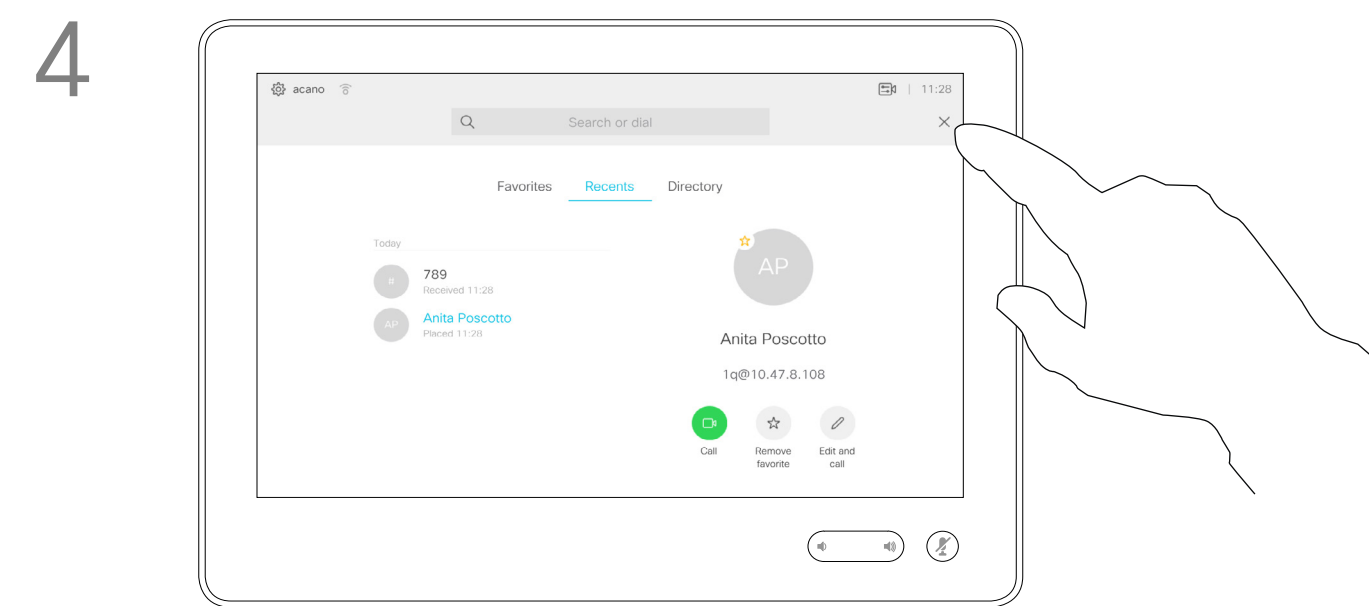 4
acano
11:28
Search or dial
Favorites Recents Directory
Today
#
789
Received 11:28
AP
Anita Poscotto
Placed 11:28
AP
Anita Poscotto
1q@10.47.8.108
Call
Remove
favorite
Edit and
call